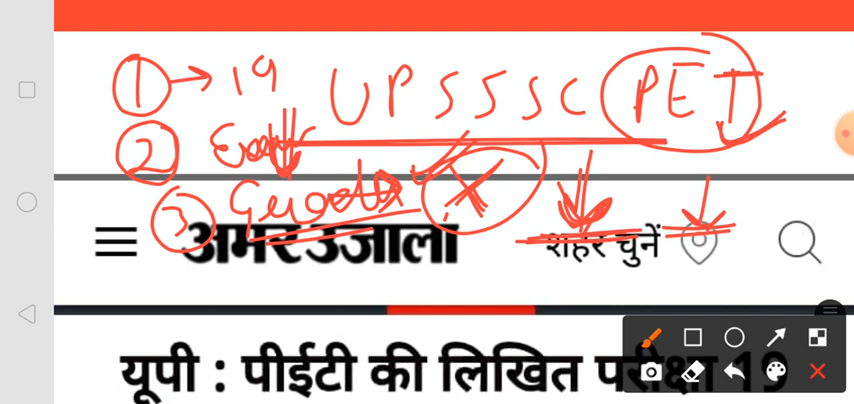 ① → 19 UPSSSC PET
②
③
अमर उजाला शहर चुनें
यूपी : पीईटी की लिखित परीक्षा 19